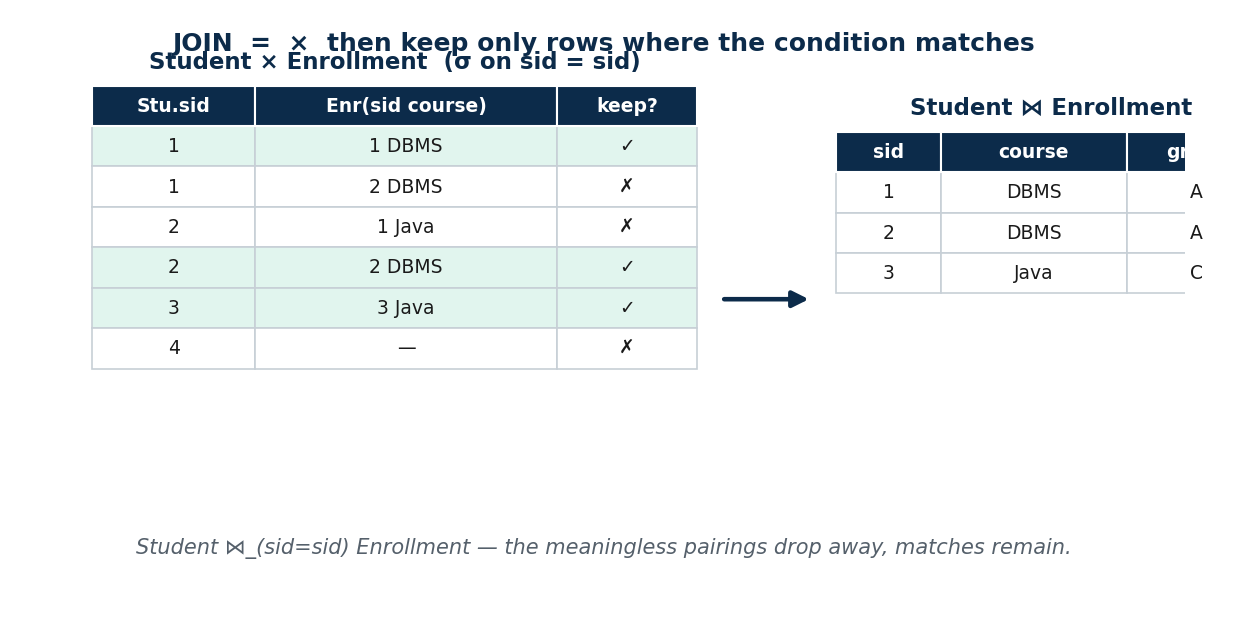 JOIN = × then keep only rows where the condition matches
Student × Enrollment (σ on sid = sid)
Stu.sid Enr(sid course) keep?
1 1 DBMS ✓
1 2 DBMS ✗
2 1 Java ✗
2 2 DBMS ✓
3 3 Java ✓
4 — ✗
Student ⋈ Enrollment
sid course gr
1 DBMS A
2 DBMS A
3 Java C
Student ⋈_(sid=sid) Enrollment — the meaningless pairings drop away, matches remain.